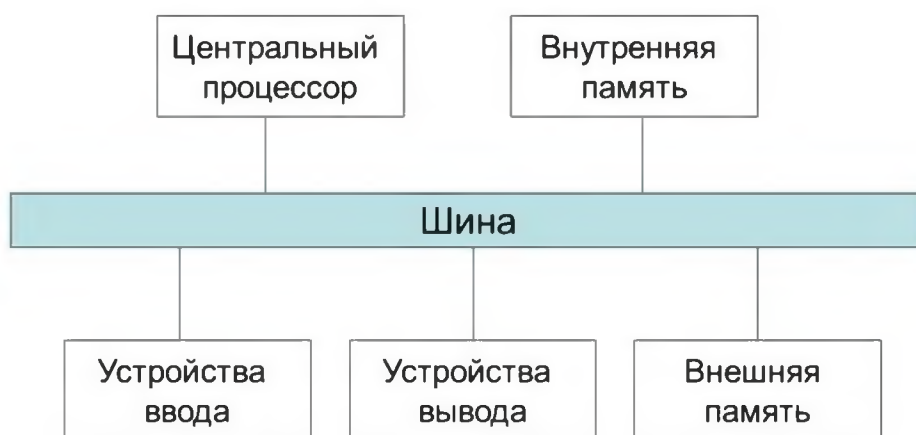 Центральный
процессор
Внутренняя
память
Шина
Устройства
ввода
Устройства
вывода
Внешняя
память